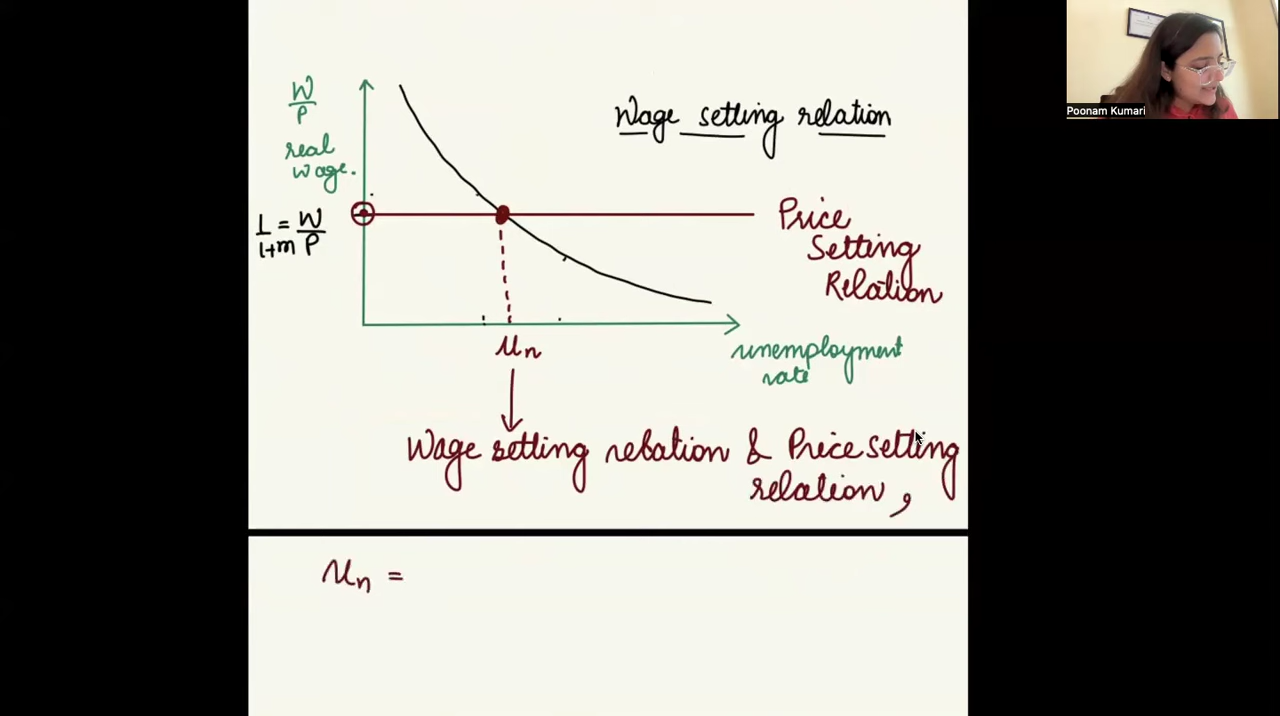 W
P
real
wage.
Wage setting relation
1 = W
1+m P
Price
Setting
Relation
un
unemployment
rate
Wage setting relation & Price setting
relation,
un =
Poonam Kumari